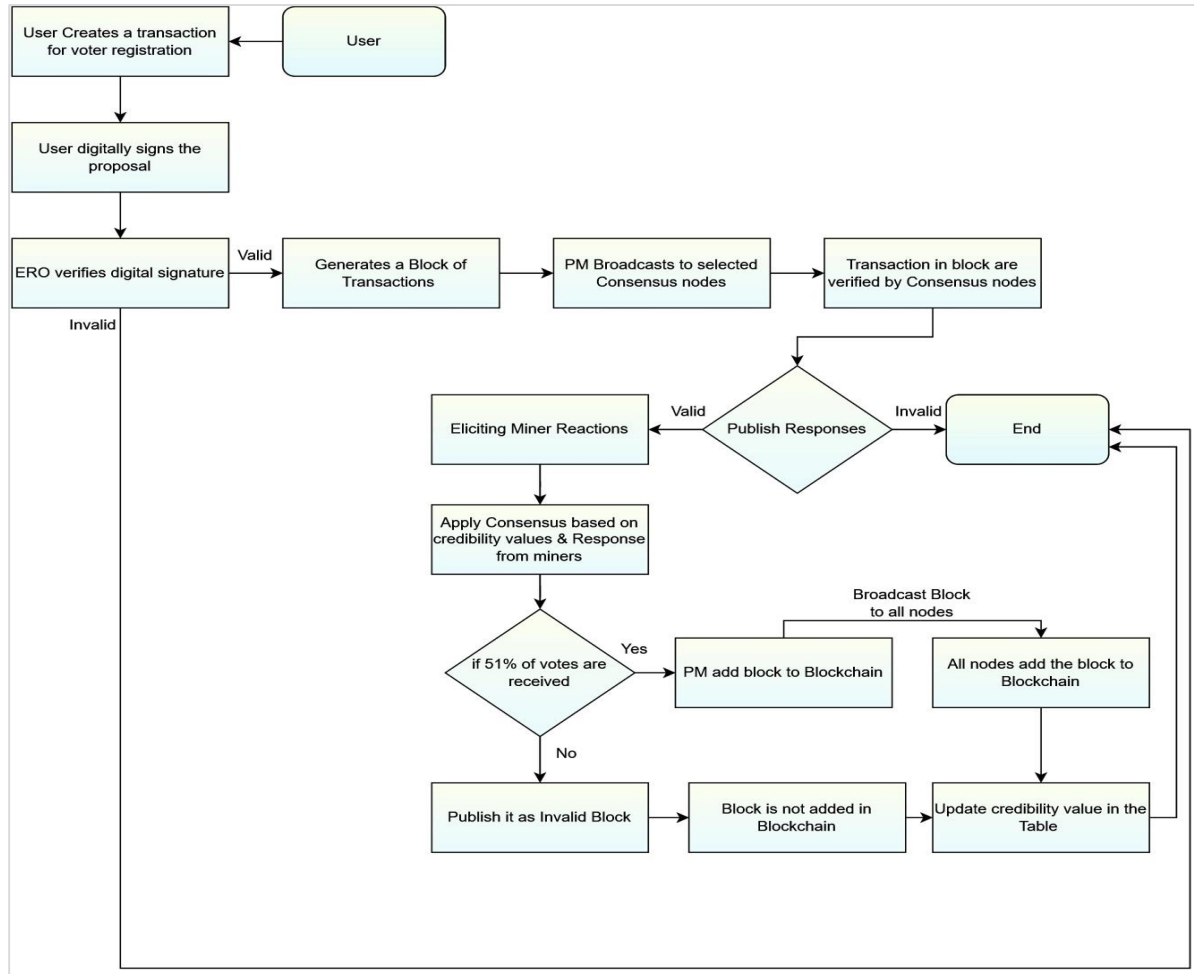 User Creates a transaction
for voter registration
User
User digitally signs the
proposal
ERO verifies digital signature
Valid
Generates a Block of
Transactions
PM Broadcasts to selected
Consensus nodes
Transaction in block are
verified by Consensus nodes
Invalid
Eliciting Miner Reactions
Valid
Publish Responses
Invalid
End
Apply Consensus based on
credibility values & Response
from miners
if 51% of votes are
received
Yes
PM add block to Blockchain
Broadcast Block
to all nodes
All nodes add the block to
Blockchain
No
Publish it as Invalid Block
Block is not added in
Blockchain
Update credibility value in the
Table